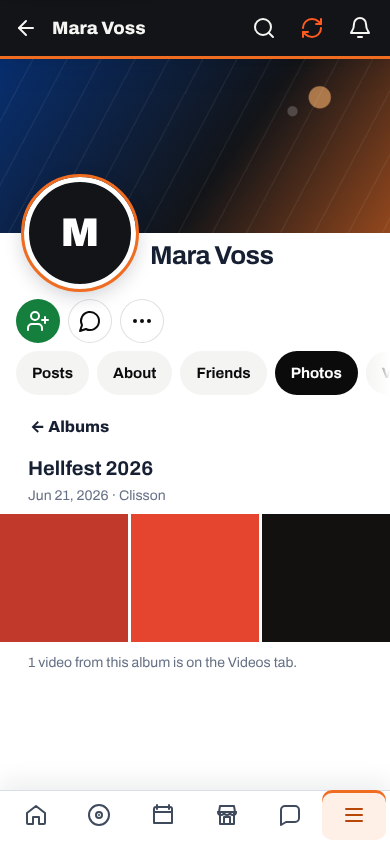 Mara Voss
M
Mara Voss
Posts About Friends Photos
Albums
Hellfest 2026
Jun 21, 2026 · Clisson
1 video from this album is on the Videos tab.